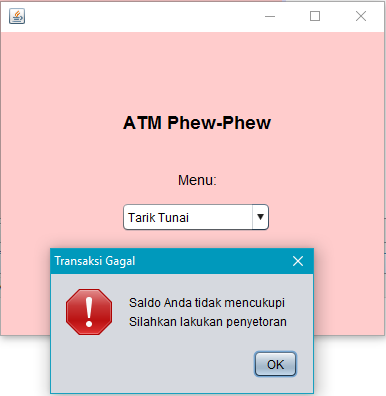 ATM Phew-Phew
Menu:
Tarik Tunai
Transaksi Gagal
Saldo Anda tidak mencukupi
Silahkan lakukan penyetoran
OK